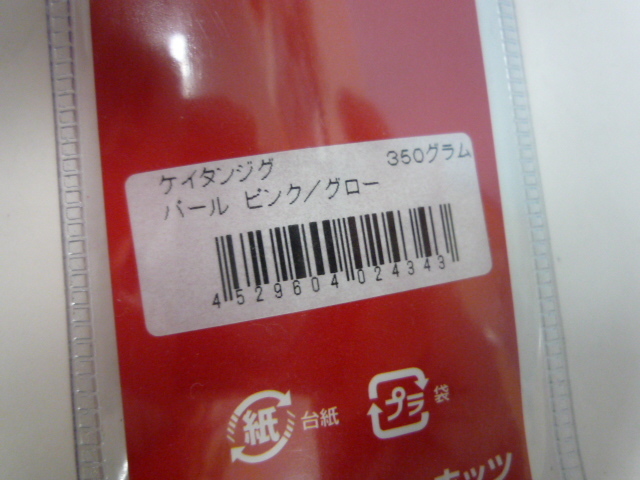 ケイタンジグ 350グラム
パール ピンク/グロー
4529604024343
紙 台紙
プラ 袋